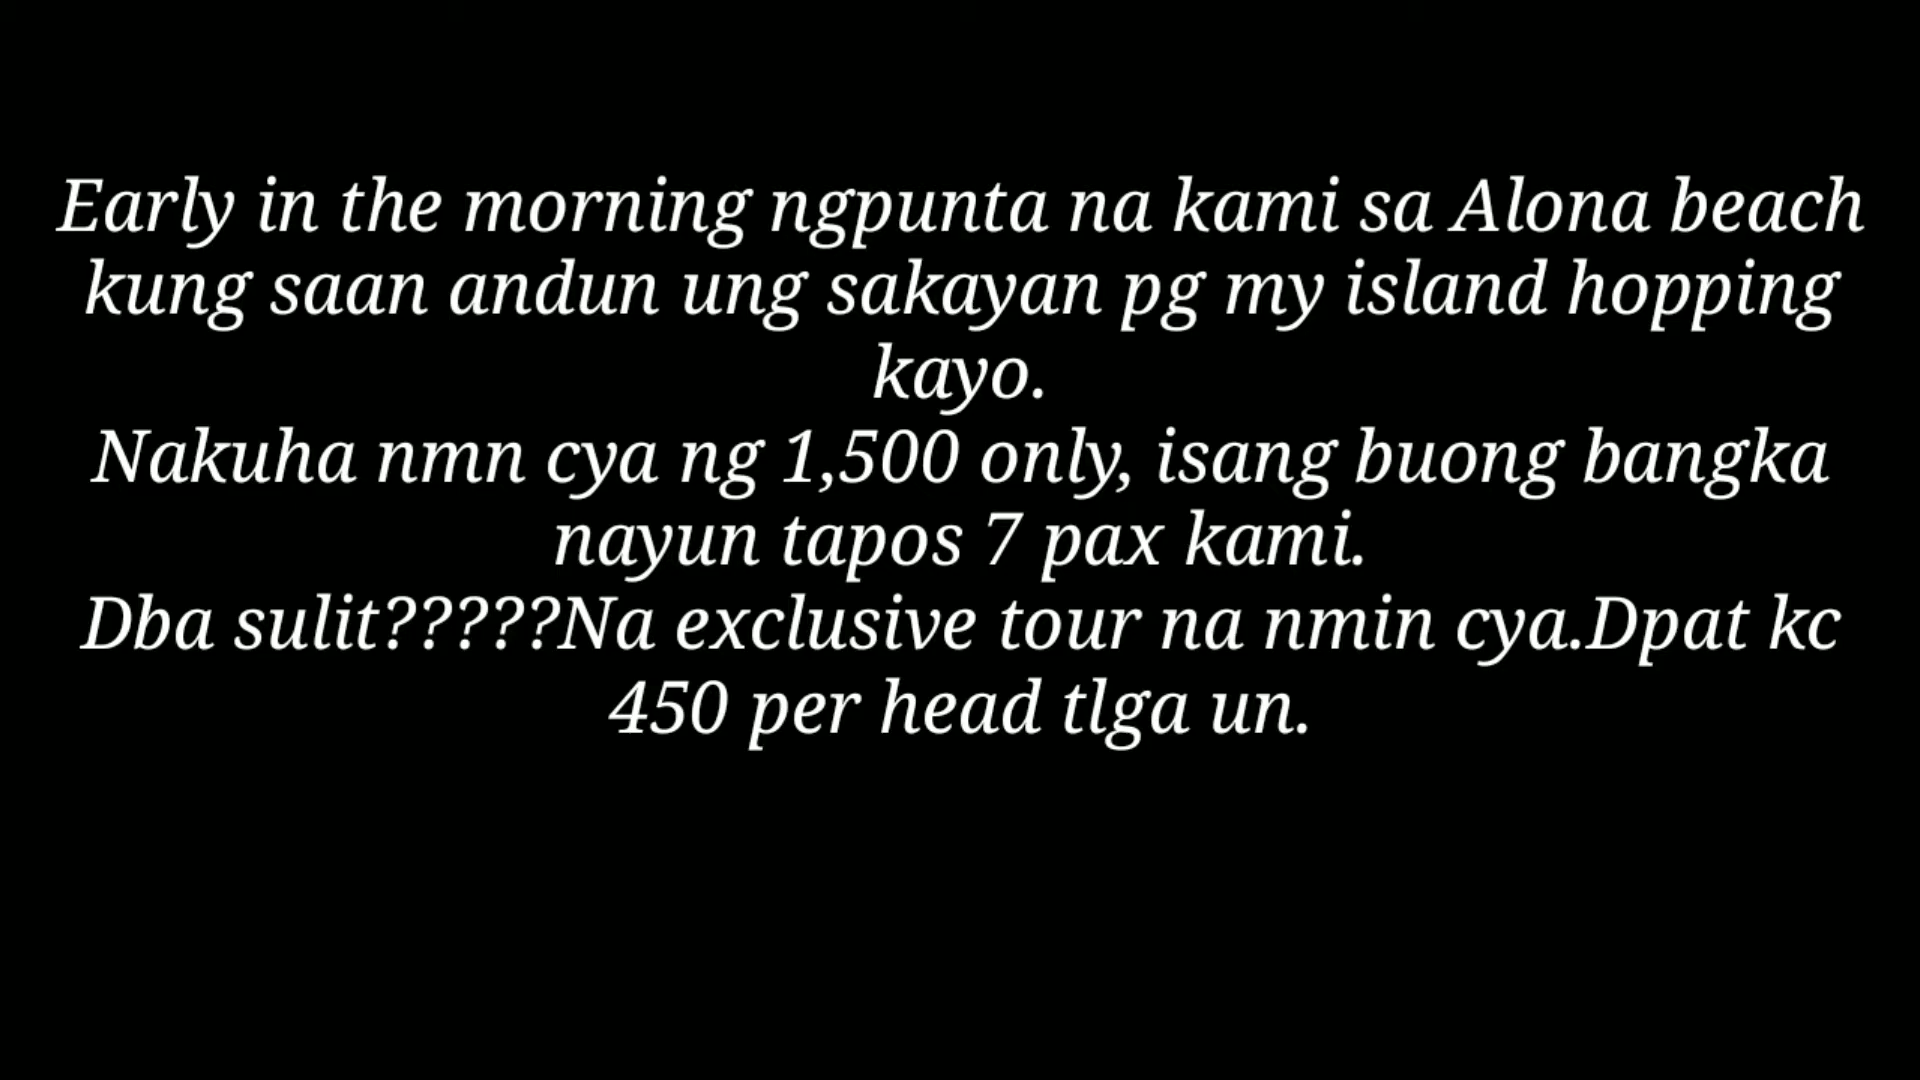 Early in the morning ngpunta na kami sa Alona beach
kung saan andun ung sakayan pg my island hopping
kayo.
Nakuha nmn cya ng 1,500 only, isang buong bangka
nayun tapos 7 pax kami.
Dba sulit?????Na exclusive tour na nmin cya.Dpat kc
450 per head tlga un.